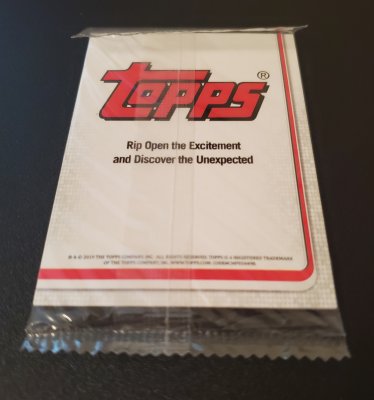 TOPPS ®
Rip Open the Excitement
and Discover the Unexpected
® & © 2019 THE TOPPS COMPANY, INC. ALL RIGHTS RESERVED. TOPPS IS A REGISTERED TRADEMARK
OF THE TOPPS COMPANY, INC. WWW.TOPPS.COM